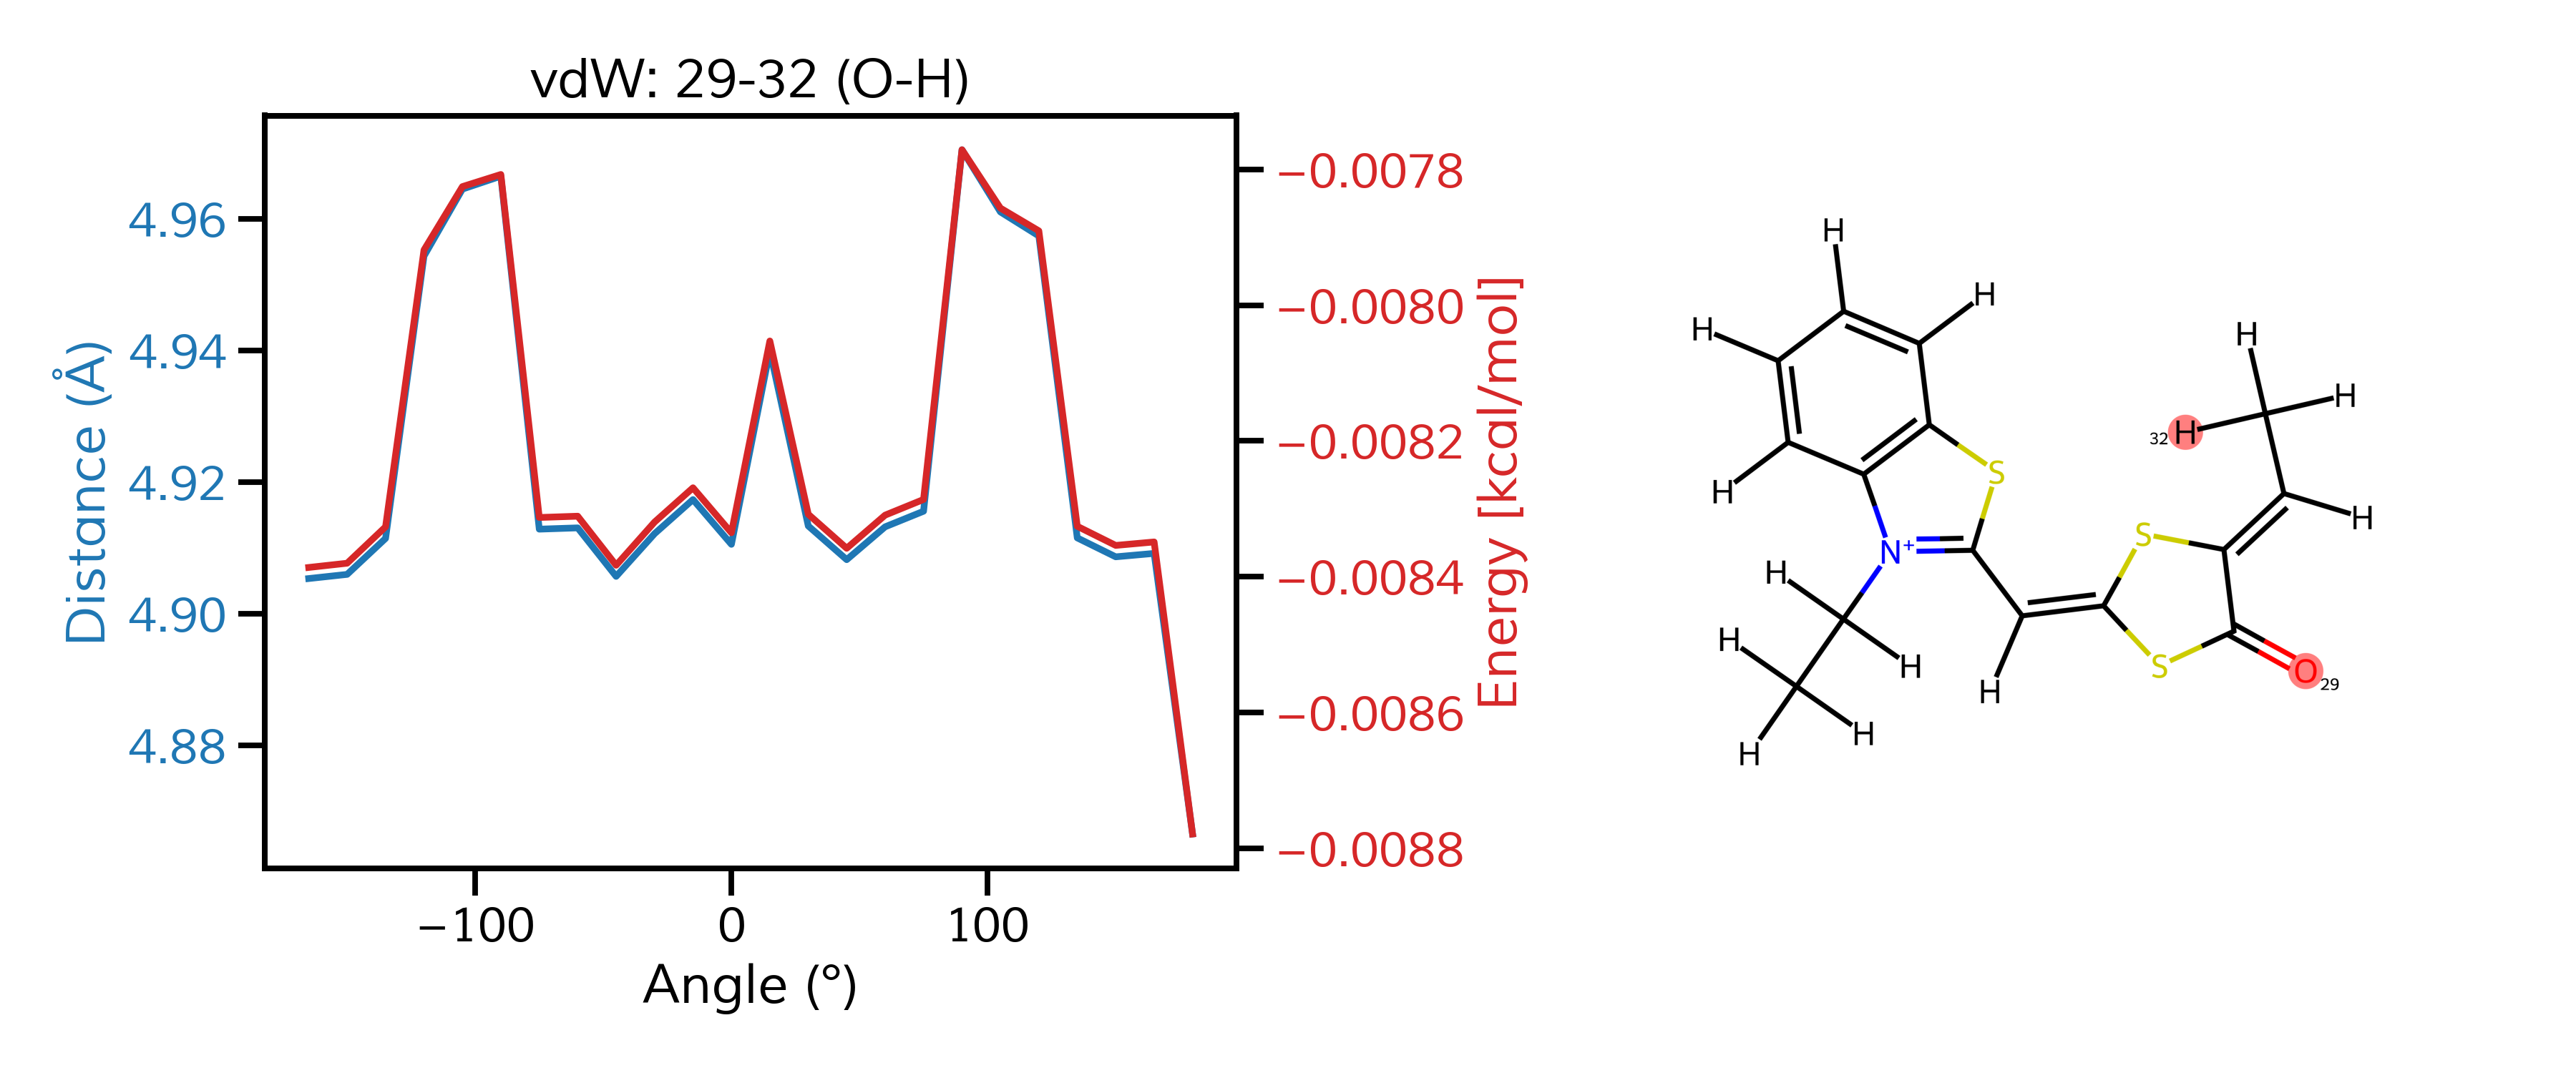 vdW: 29-32 (O-H)
Distance (Å)
4.96
4.94
4.92
4.90
4.88
−0.0078
−0.0080
−0.0082
−0.0084
−0.0086
−0.0088
Energy [kcal/mol]
−100
0
100
Angle (°)
H
H
H
H
H
H
32
H
S
H
S
N+
H
H
H
S
O
29
H
H
H